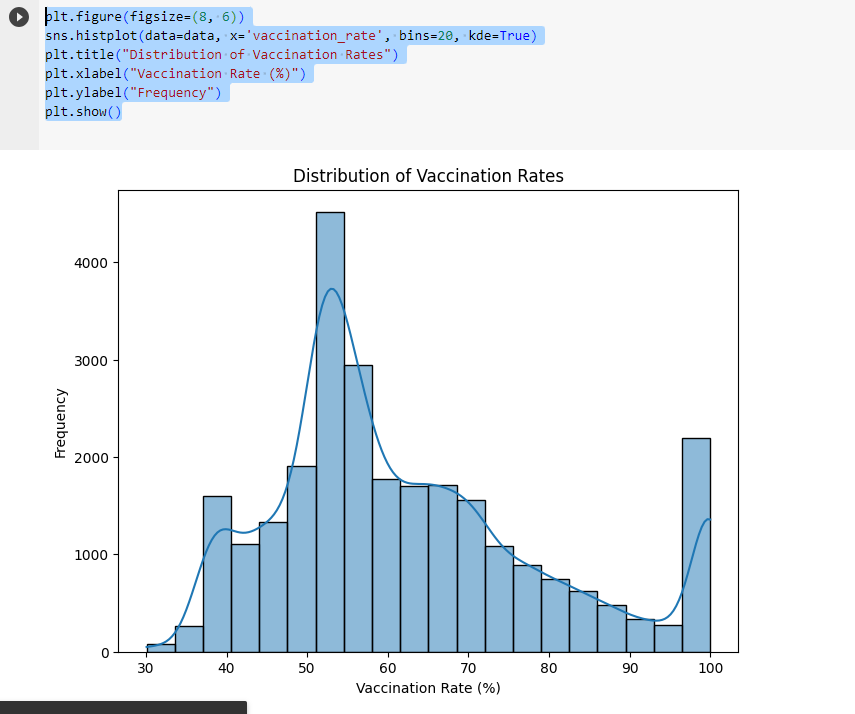 plt.figure(figsize=(8, 6))
sns.histplot(data=data, x='vaccination_rate', bins=20, kde=True)
plt.title("Distribution of Vaccination Rates")
plt.xlabel("Vaccination Rate (%)")
plt.ylabel("Frequency")
plt.show()
Distribution of Vaccination Rates
4000
3000
2000
1000
0
Frequency
30 40 50 60 70 80 90 100
Vaccination Rate (%)